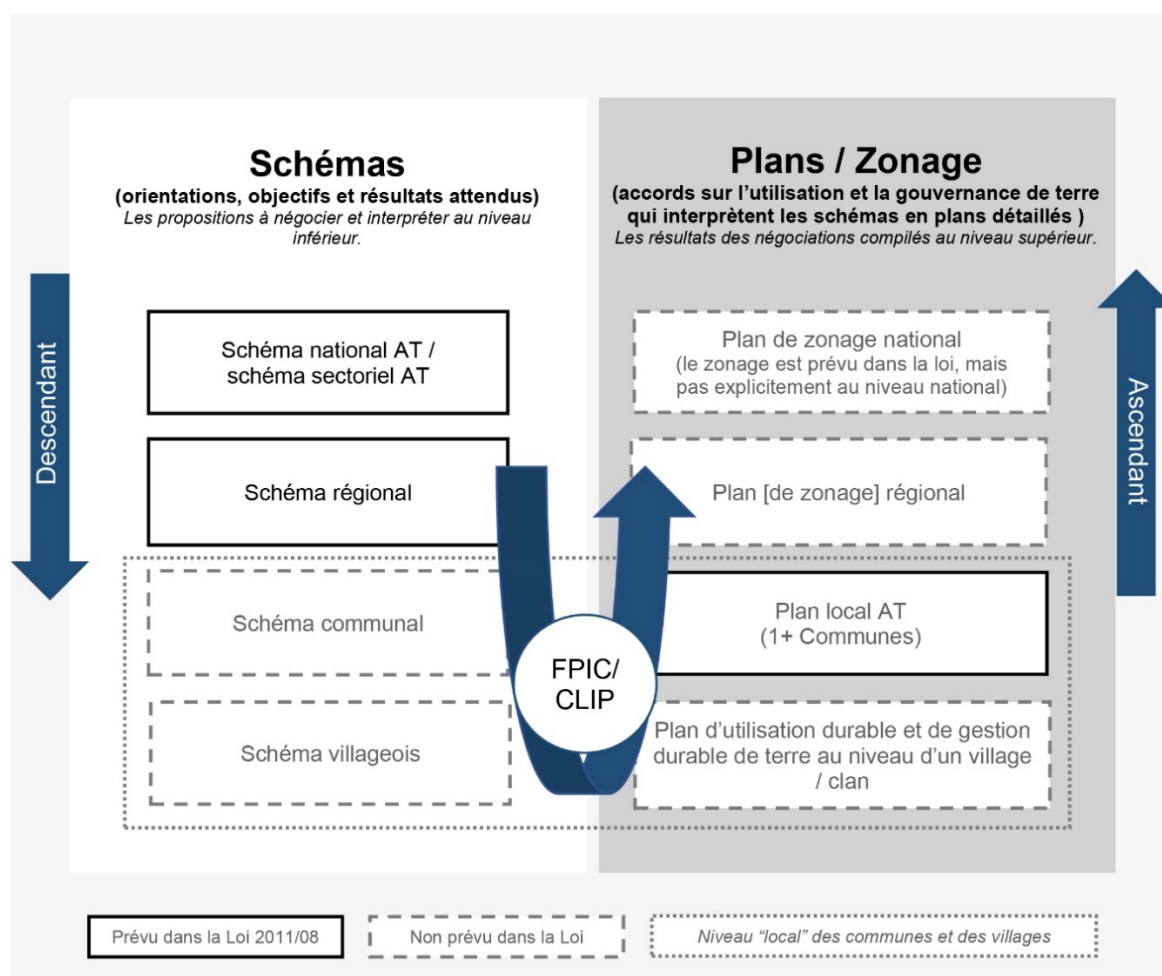 Schémas
(orientations, objectifs et résultats attendus)
Les propositions à négocier et interpréter au niveau
inférieur.
Descendant
Schéma national AT /
schéma sectoriel AT
Schéma régional
Schéma communal
Schéma villageois
FPIC/
CLIP
Plans / Zonage
(accords sur l’utilisation et la gouvernance de terre
qui interprètent les schémas en plans détaillés )
Les résultats des négociations compilés au niveau supérieur.
Plan de zonage national
(le zonage est prévu dans la loi, mais
pas explicitement au niveau national)
Plan [de zonage] régional
Plan local AT
(1+ Communes)
Plan d’utilisation durable et de gestion
durable de terre au niveau d’un village
/ clan
Ascendant
Prévu dans la Loi 2011/08
Non prévu dans la Loi
Niveau “local” des communes et des villages